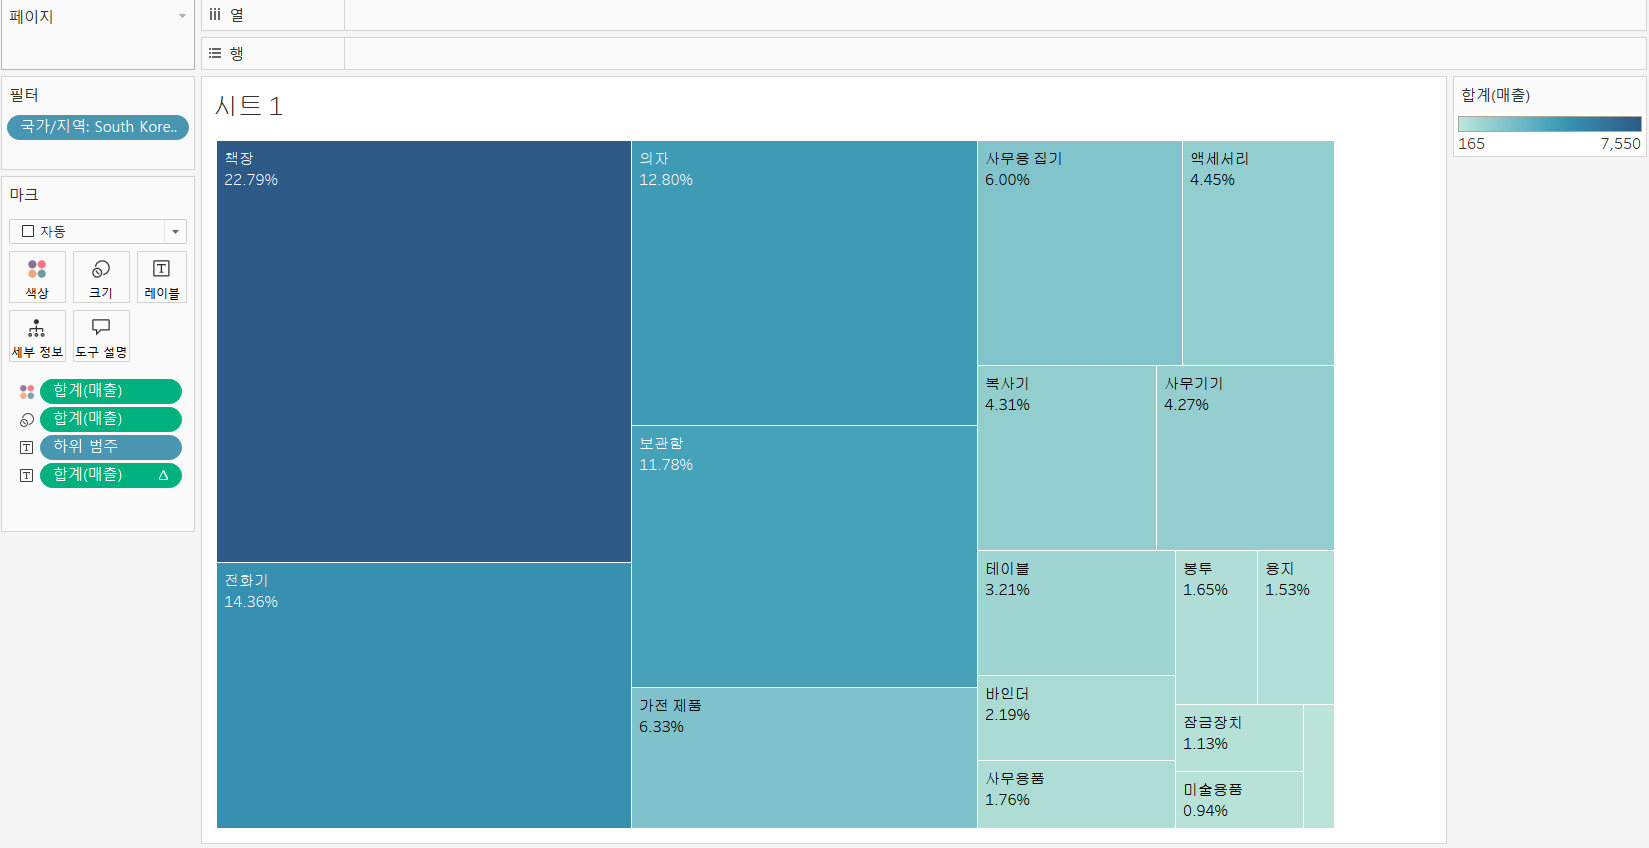 페이지
열
행
필터
국가/지역: South Kore..
마크
자동
색상
크기
레이블
세부 정보
도구 설명
합계(매출)
합계(매출)
하위 범주
합계(매출) Δ
시트 1
책장
22.79%
전화기
14.36%
의자
12.80%
보관함
11.78%
가전 제품
6.33%
사무용 집기
6.00%
액세서리
4.45%
복사기
4.31%
사무기기
4.27%
테이블
3.21%
바인더
2.19%
사무용품
1.76%
봉투
1.65%
용지
1.53%
잠금장치
1.13%
미술용품
0.94%
합계(매출)
165 7,550